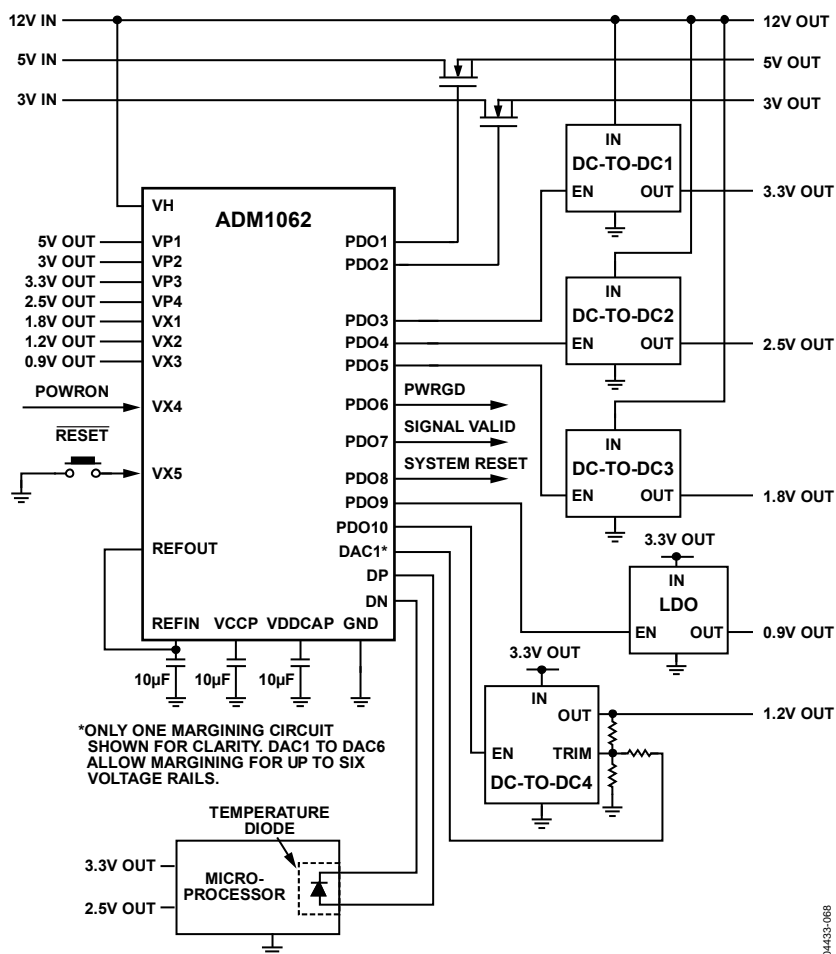 12V IN
12V OUT
5V IN
5V OUT
3V IN
3V OUT
IN
DC-TO-DC1
EN OUT
3.3V OUT
VH
ADM1062
5V OUT VP1
3V OUT VP2
3.3V OUT VP3
2.5V OUT VP4
1.8V OUT VX1
1.2V OUT VX2
0.9V OUT VX3
POWRON
VX4
RESET
VX5
REFOUT
REFIN VCCP VDDCAP GND
10µF 10µF 10µF
PDO1
PDO2
PDO3
PDO4
PDO5
PDO6
PWRGD
PDO7
SIGNAL VALID
PDO8
SYSTEM RESET
PDO9
PDO10
DAC1*
DP
DN
IN
DC-TO-DC2
EN OUT
2.5V OUT
IN
DC-TO-DC3
EN OUT
1.8V OUT
3.3V OUT
IN
LDO
EN OUT
0.9V OUT
3.3V OUT
IN
OUT
1.2V OUT
EN TRIM
DC-TO-DC4
*ONLY ONE MARGINING CIRCUIT
SHOWN FOR CLARITY. DAC1 TO DAC6
ALLOW MARGINING FOR UP TO SIX
VOLTAGE RAILS.
TEMPERATURE
DIODE
3.3V OUT
MICRO-
PROCESSOR
2.5V OUT
04433-068